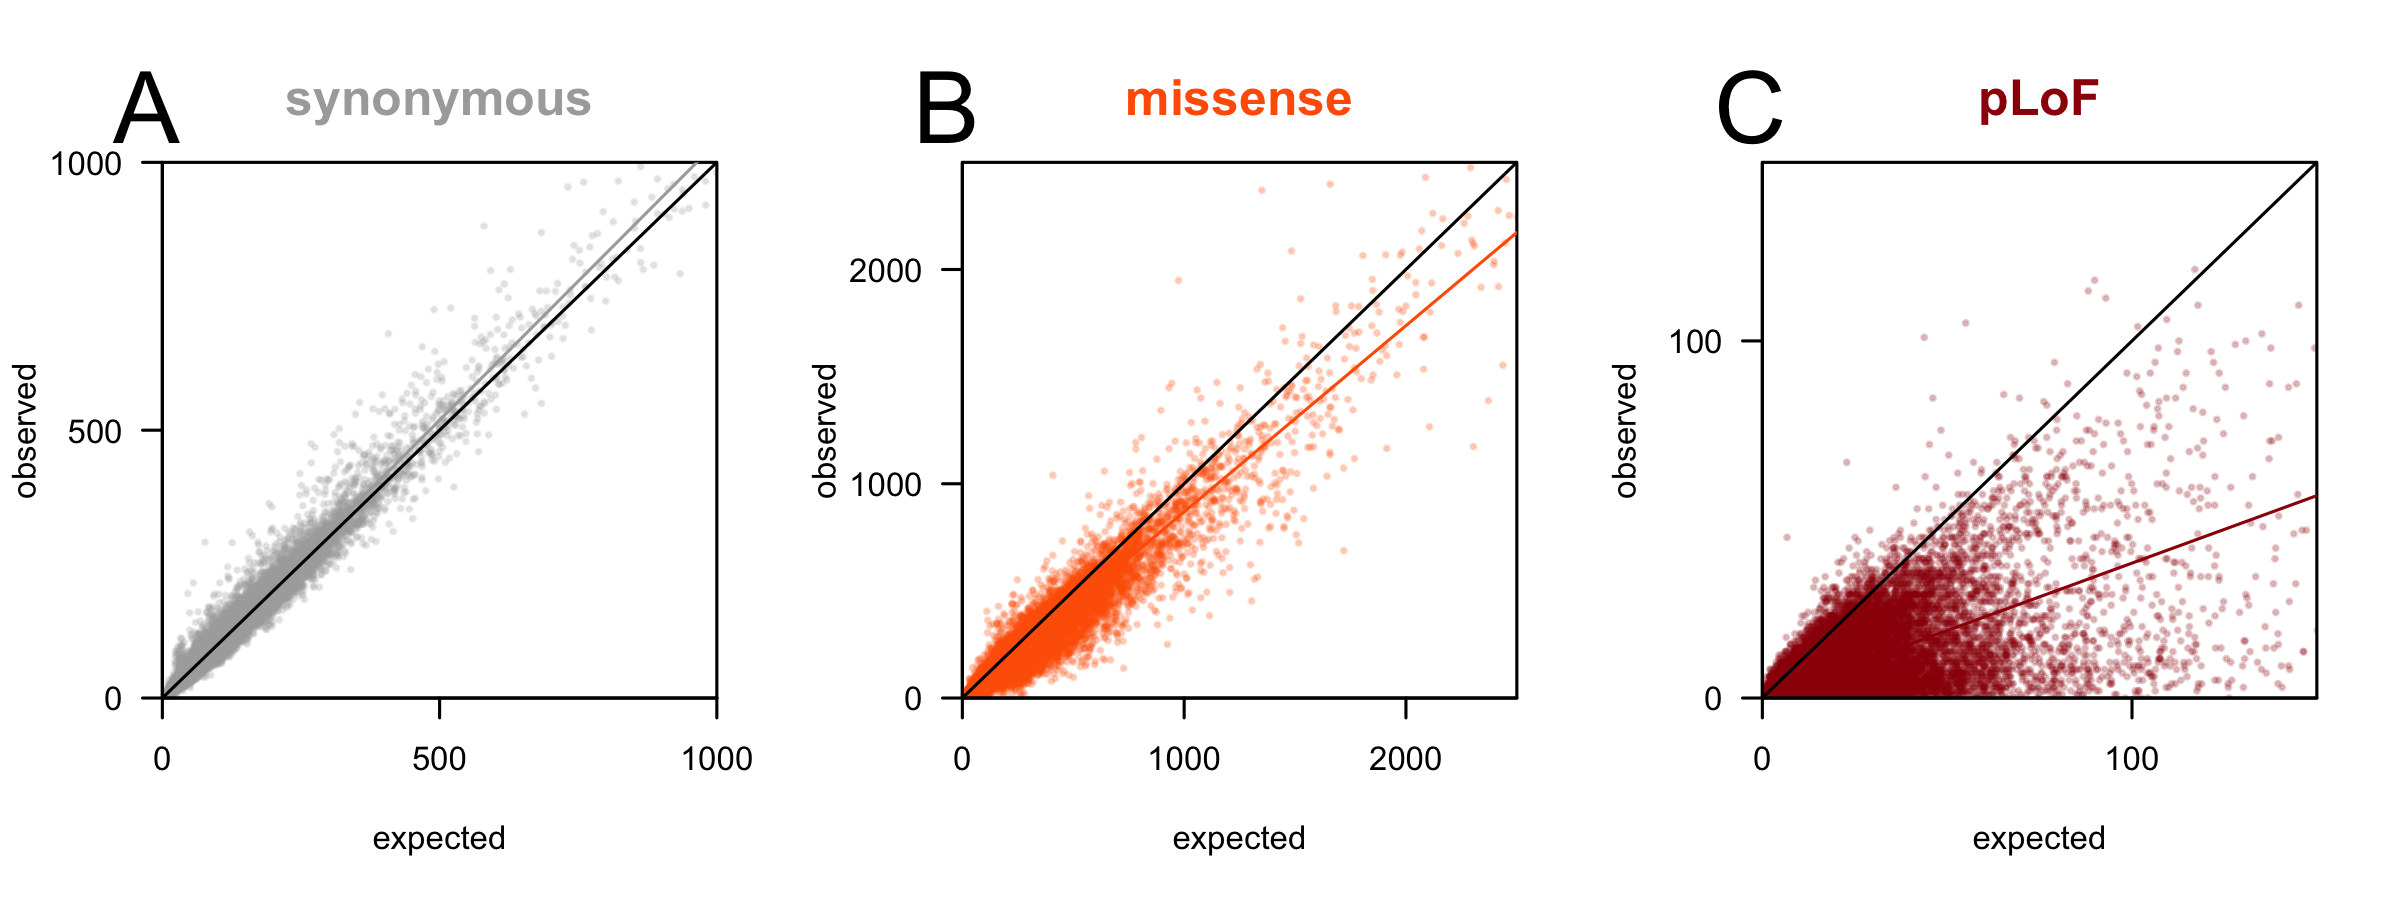 A synonymous
1000
500
0
0 500 1000
observed
expected
B missense
2000
1000
0
0 1000 2000
observed
expected
C pLoF
100
0
0 100
observed
expected